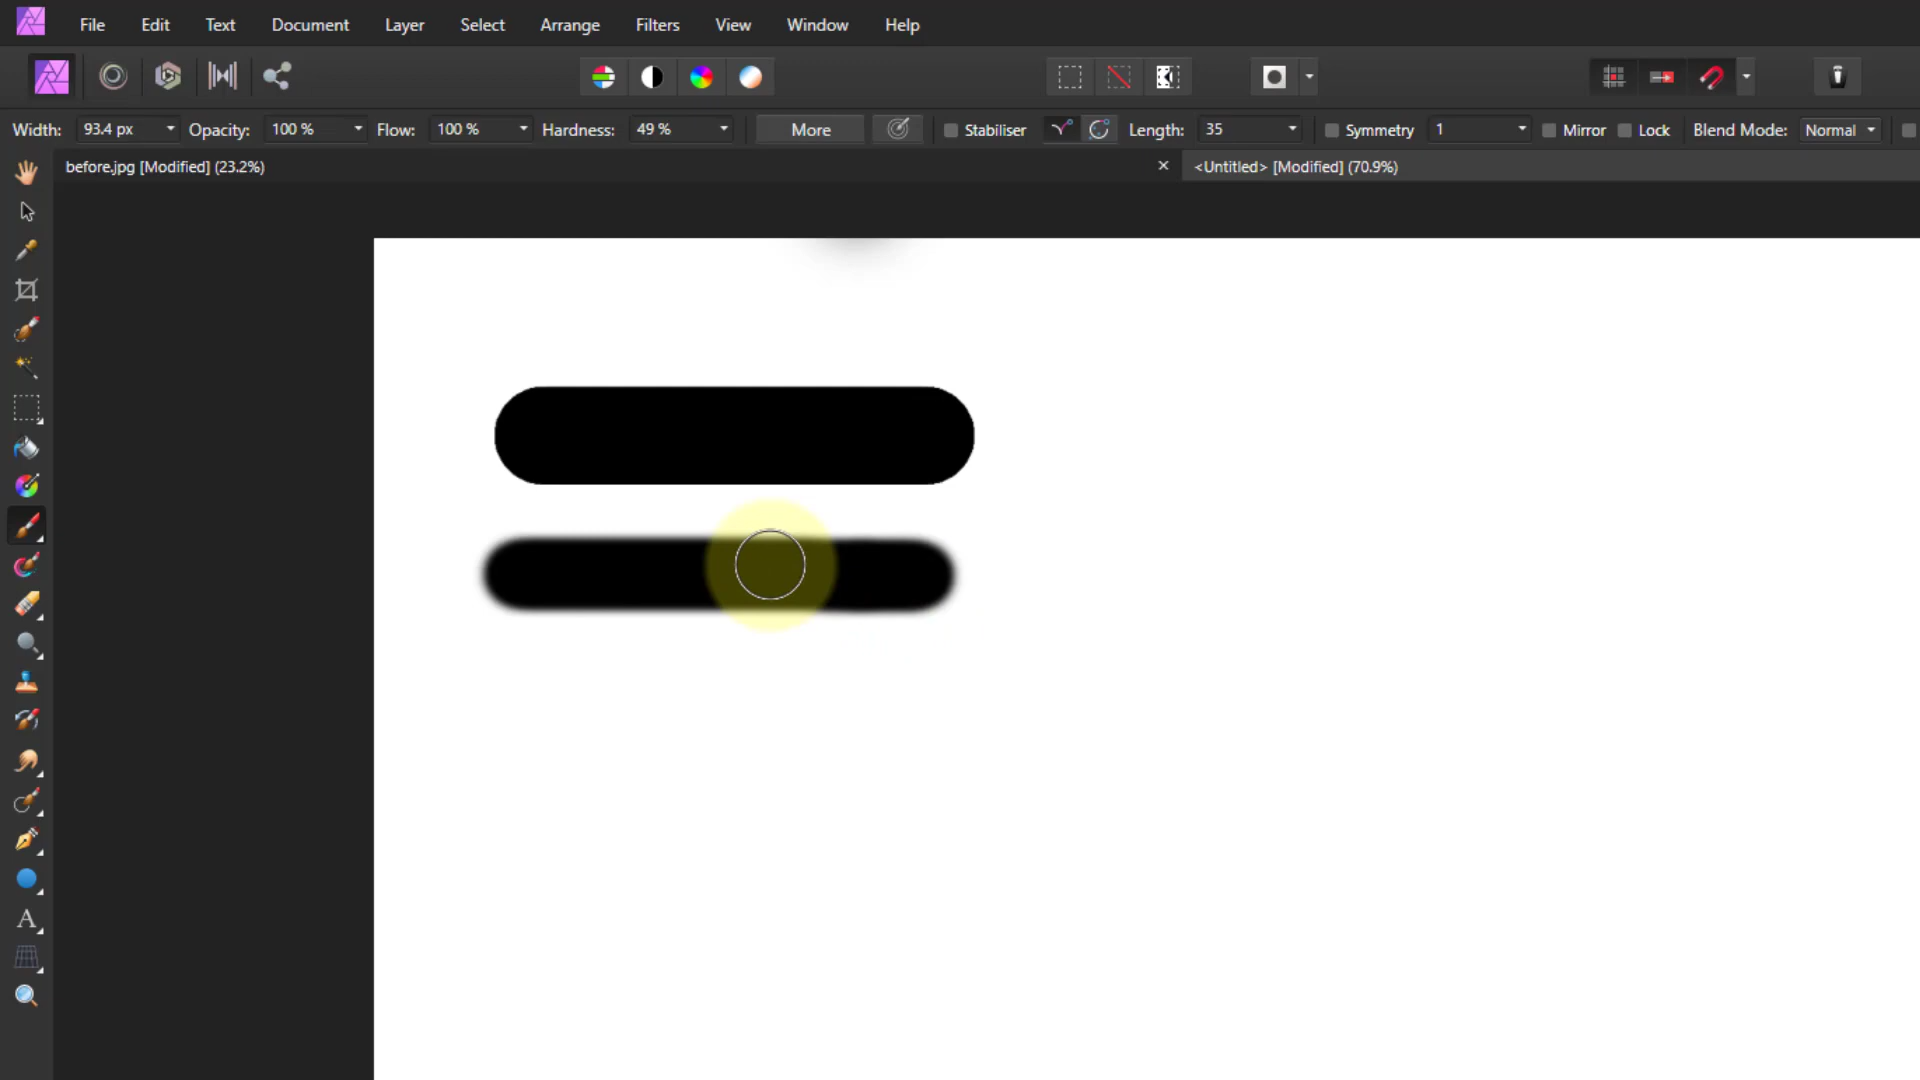 File Edit Text Document Layer Select Arrange Filters View Window Help
Width: 93.4 px Opacity: 100 % Flow: 100 % Hardness: 49 % More Stabiliser Length: 35 Symmetry 1 Mirror Lock Blend Mode: Normal
before.jpg [Modified] (23.2%) <Untitled> [Modified] (70.9%)